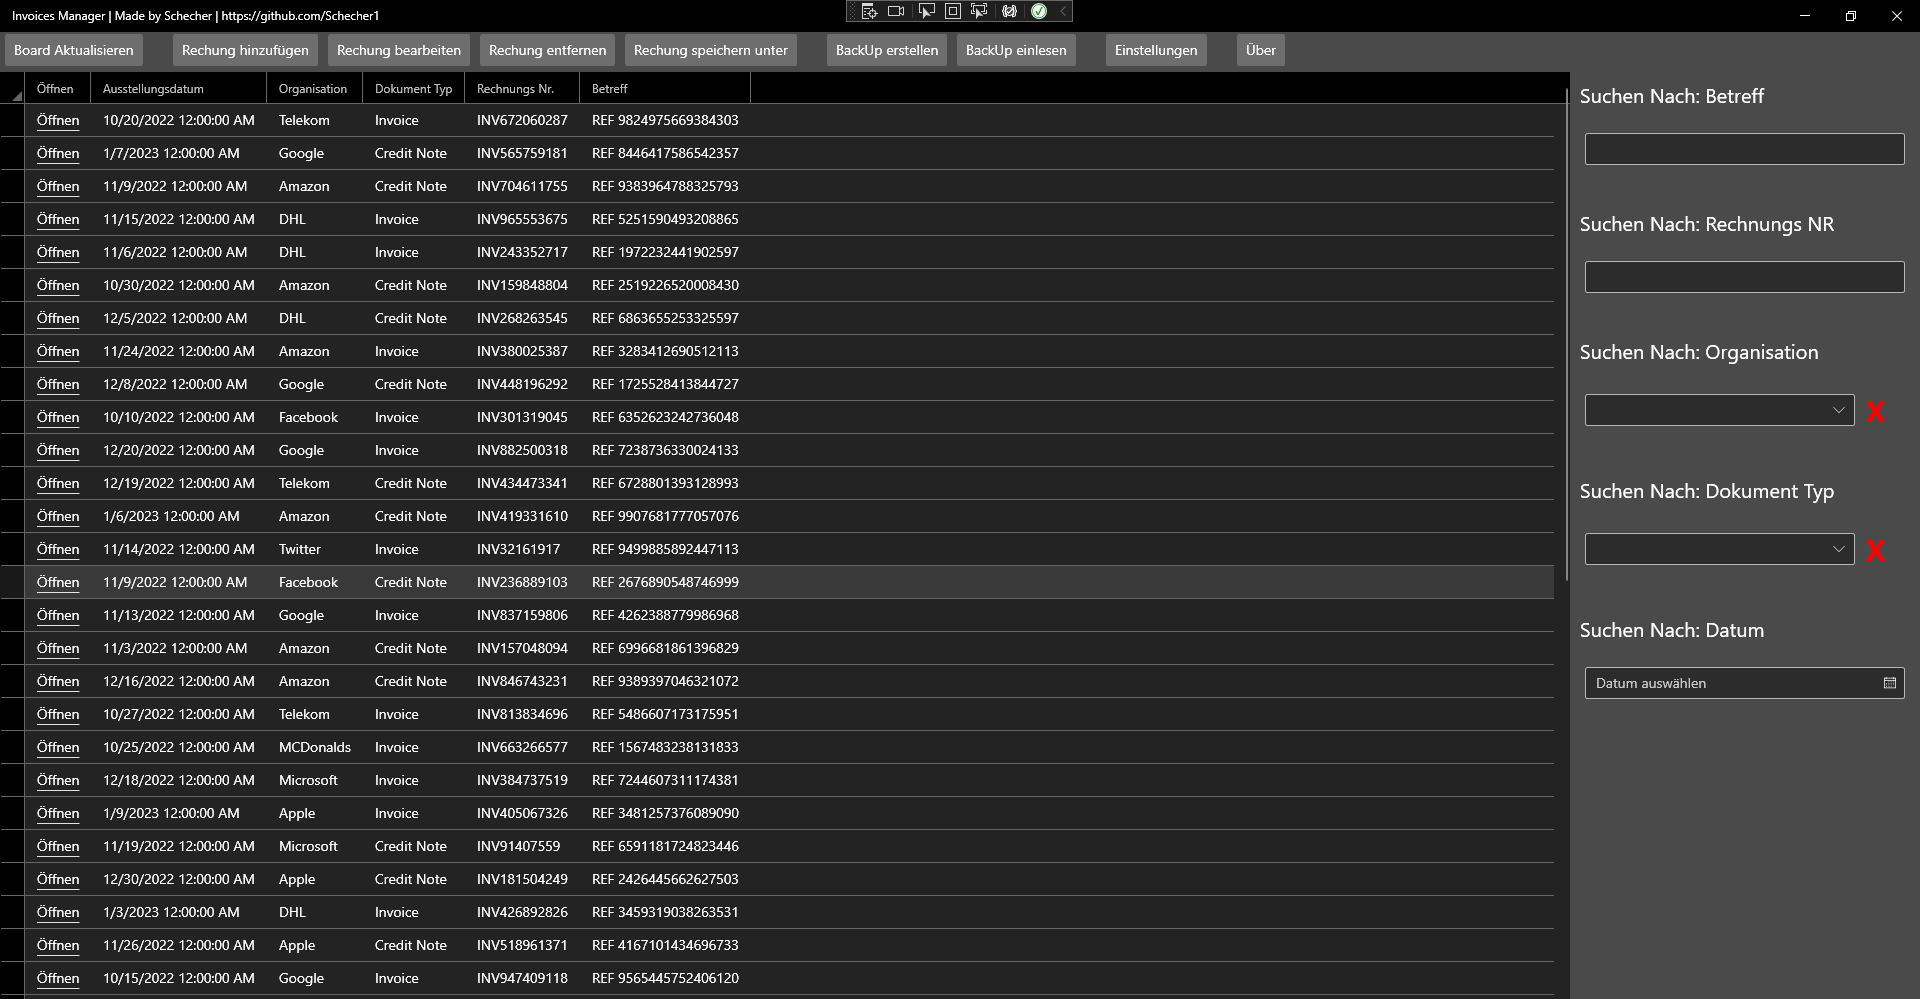 Invoices Manager | Made by Schecher | https://github.com/Schecher1
Board Aktualisieren Rechung hinzufügen Rechung bearbeiten Rechung entfernen Rechung speichern unter BackUp erstellen BackUp einlesen Einstellungen Über
Öffnen Ausstellungsdatum Organisation Dokument Typ Rechnungs Nr. Betreff
Öffnen 10/20/2022 12:00:00 AM Telekom Invoice INV672060287 REF 9824975669384303
Öffnen 1/7/2023 12:00:00 AM Google Credit Note INV565759181 REF 8446417586542357
Öffnen 11/9/2022 12:00:00 AM Amazon Credit Note INV704611755 REF 9383964788325793
Öffnen 11/15/2022 12:00:00 AM DHL Invoice INV965553675 REF 5251590493208865
Öffnen 11/6/2022 12:00:00 AM DHL Invoice INV243352717 REF 1972232441902597
Öffnen 10/30/2022 12:00:00 AM Amazon Credit Note INV159848804 REF 2519226520008430
Öffnen 12/5/2022 12:00:00 AM DHL Credit Note INV268263545 REF 6863655253325597
Öffnen 11/24/2022 12:00:00 AM Amazon Invoice INV380025387 REF 3283412690512113
Öffnen 12/8/2022 12:00:00 AM Google Credit Note INV448196292 REF 1725528413844727
Öffnen 10/10/2022 12:00:00 AM Facebook Invoice INV301319045 REF 6352623242736048
Öffnen 12/20/2022 12:00:00 AM Google Invoice INV882500318 REF 7238736330024133
Öffnen 12/19/2022 12:00:00 AM Telekom Credit Note INV434473341 REF 6728801393128993
Öffnen 1/6/2023 12:00:00 AM Amazon Credit Note INV419331610 REF 9907681777057076
Öffnen 11/14/2022 12:00:00 AM Twitter Invoice INV32161917 REF 9499885892447113
Öffnen 11/9/2022 12:00:00 AM Facebook Credit Note INV236889103 REF 2676890548746999
Öffnen 11/13/2022 12:00:00 AM Google Invoice INV837159806 REF 4262388779986968
Öffnen 11/3/2022 12:00:00 AM Amazon Credit Note INV157048094 REF 6996681861396829
Öffnen 12/16/2022 12:00:00 AM Amazon Credit Note INV846743231 REF 9389397046321072
Öffnen 10/27/2022 12:00:00 AM Telekom Invoice INV813834696 REF 5486607173175951
Öffnen 10/25/2022 12:00:00 AM MCDonalds Invoice INV663266577 REF 1567483238131833
Öffnen 12/18/2022 12:00:00 AM Microsoft Invoice INV384737519 REF 7244607311174381
Öffnen 1/9/2023 12:00:00 AM Apple Invoice INV405067326 REF 3481257376089090
Öffnen 11/19/2022 12:00:00 AM Microsoft Credit Note INV91407559 REF 6591181724823446
Öffnen 12/30/2022 12:00:00 AM Apple Credit Note INV181504249 REF 2426445662627503
Öffnen 1/3/2023 12:00:00 AM DHL Invoice INV426892826 REF 3459319038263531
Öffnen 11/26/2022 12:00:00 AM Apple Credit Note INV518961371 REF 4167101434696733
Öffnen 10/15/2022 12:00:00 AM Google Invoice INV947409118 REF 9565445752406120
Suchen Nach: Betreff
Suchen Nach: Rechnungs NR
Suchen Nach: Organisation
X
Suchen Nach: Dokument Typ
X
Suchen Nach: Datum
Datum auswählen